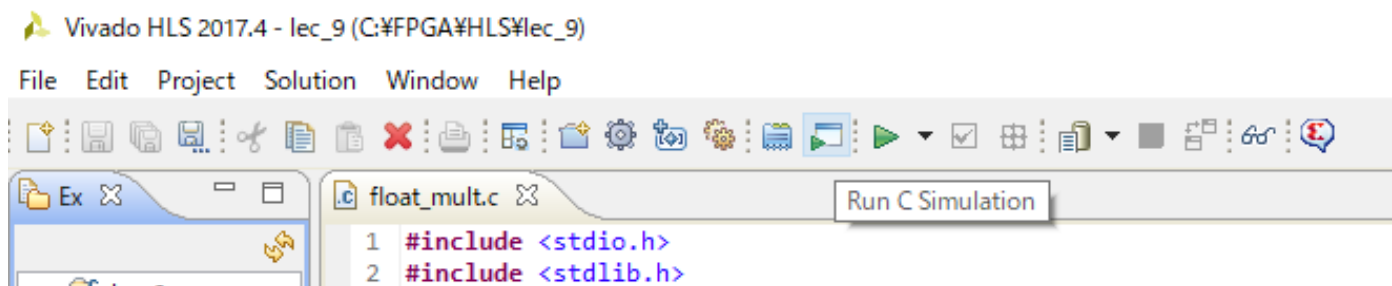 Vivado HLS 2017.4 - lec_9 (C:¥FPGA¥HLS¥lec_9)
File Edit Project Solution Window Help
Ex
float_mult.c
Run C Simulation
1 #include <stdio.h>
2 #include <stdlib.h>